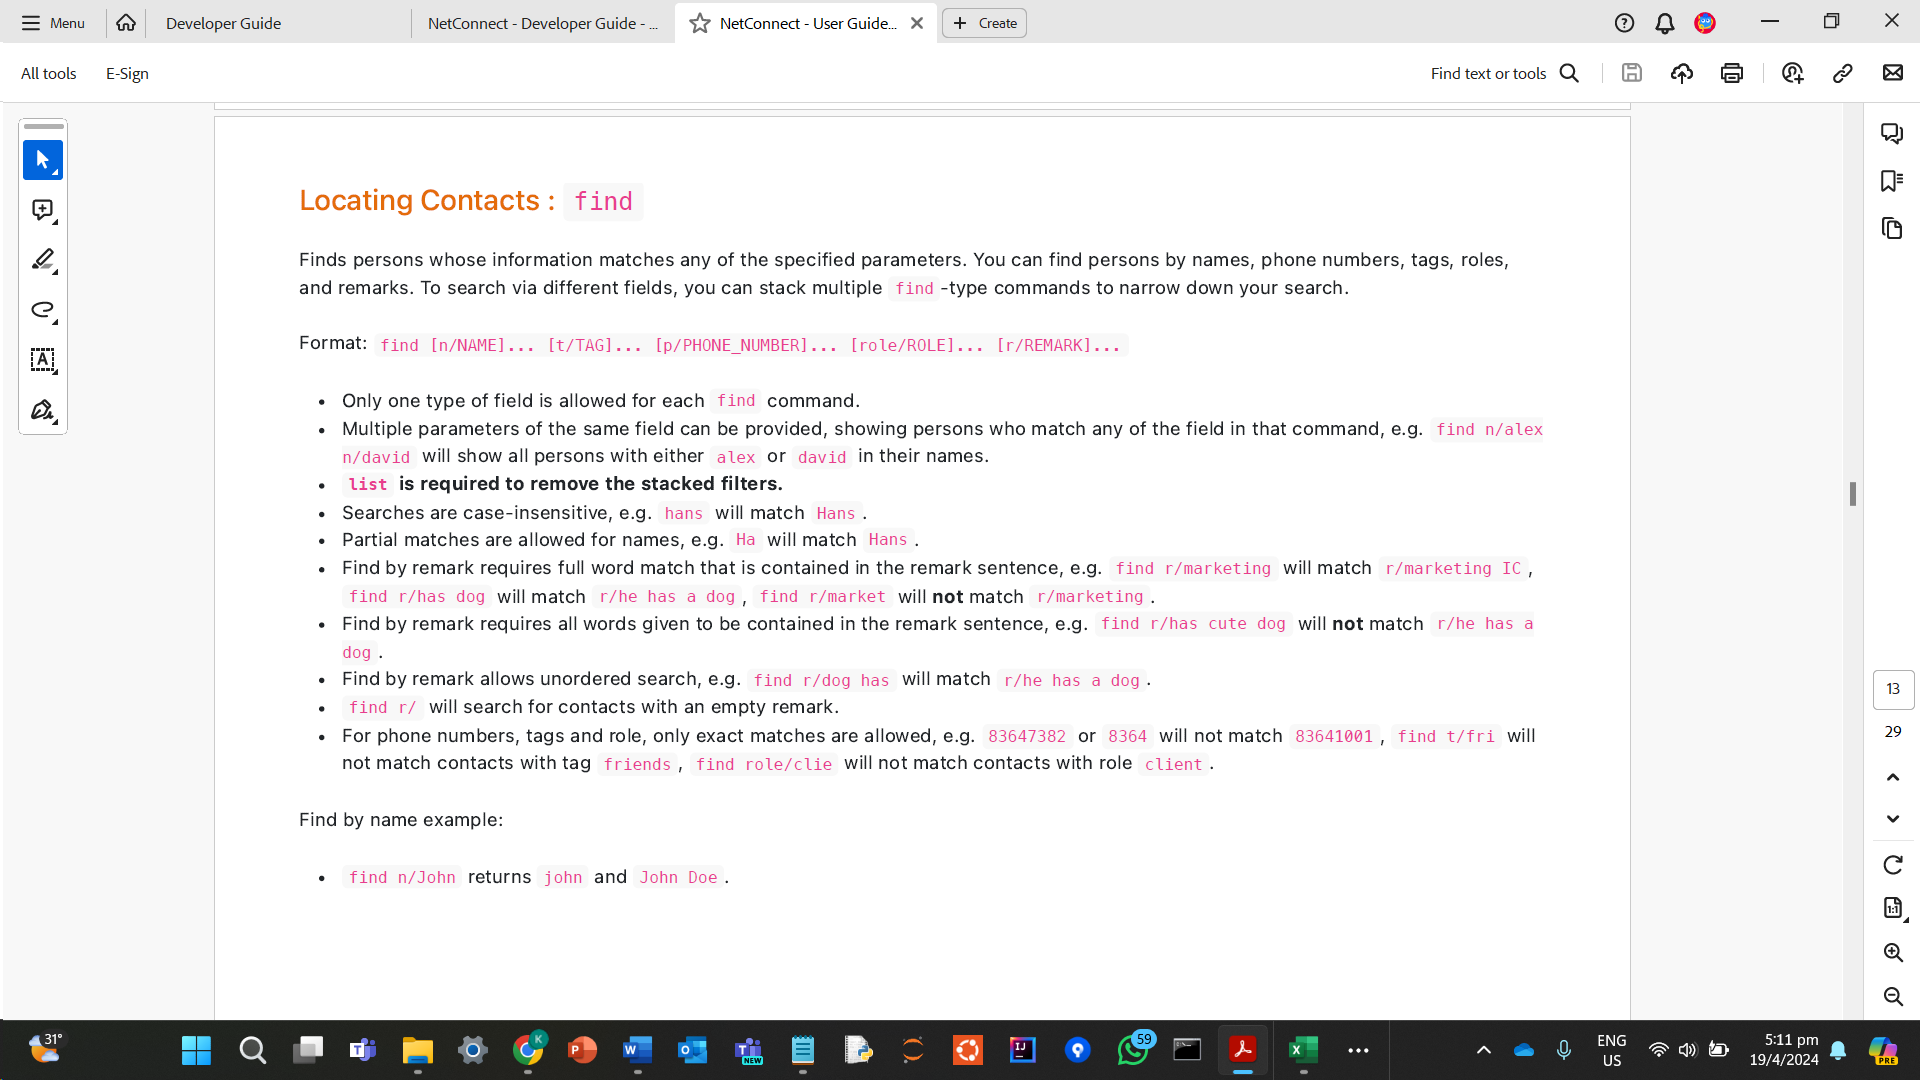 Menu
Developer Guide
NetConnect - Developer Guide - ...
NetConnect - User Guide...
Create
All tools
E-Sign
Find text or tools
Locating Contacts : find
Finds persons whose information matches any of the specified parameters. You can find persons by names, phone numbers, tags, roles,
and remarks. To search via different fields, you can stack multiple find -type commands to narrow down your search.
Format: find [n/NAME]... [t/TAG]... [p/PHONE_NUMBER]... [role/ROLE]... [r/REMARK]...
• Only one type of field is allowed for each find command.
• Multiple parameters of the same field can be provided, showing persons who match any of the field in that command, e.g. find n/alex
n/david will show all persons with either alex or david in their names.
• list is required to remove the stacked filters.
• Searches are case-insensitive, e.g. hans will match Hans .
• Partial matches are allowed for names, e.g. Ha will match Hans .
• Find by remark requires full word match that is contained in the remark sentence, e.g. find r/marketing will match r/marketing IC ,
find r/has dog will match r/he has a dog , find r/market will not match r/marketing .
• Find by remark requires all words given to be contained in the remark sentence, e.g. find r/has cute dog will not match r/he has a
dog .
• Find by remark allows unordered search, e.g. find r/dog has will match r/he has a dog .
• find r/ will search for contacts with an empty remark.
• For phone numbers, tags and role, only exact matches are allowed, e.g. 83647382 or 8364 will not match 83641001 , find t/fri will
not match contacts with tag friends , find role/clie will not match contacts with role client .
Find by name example:
• find n/John returns john and John Doe .
13
29
1:1
31°
K
NEW
59
ENG
US
5:11 pm
19/4/2024
PRE